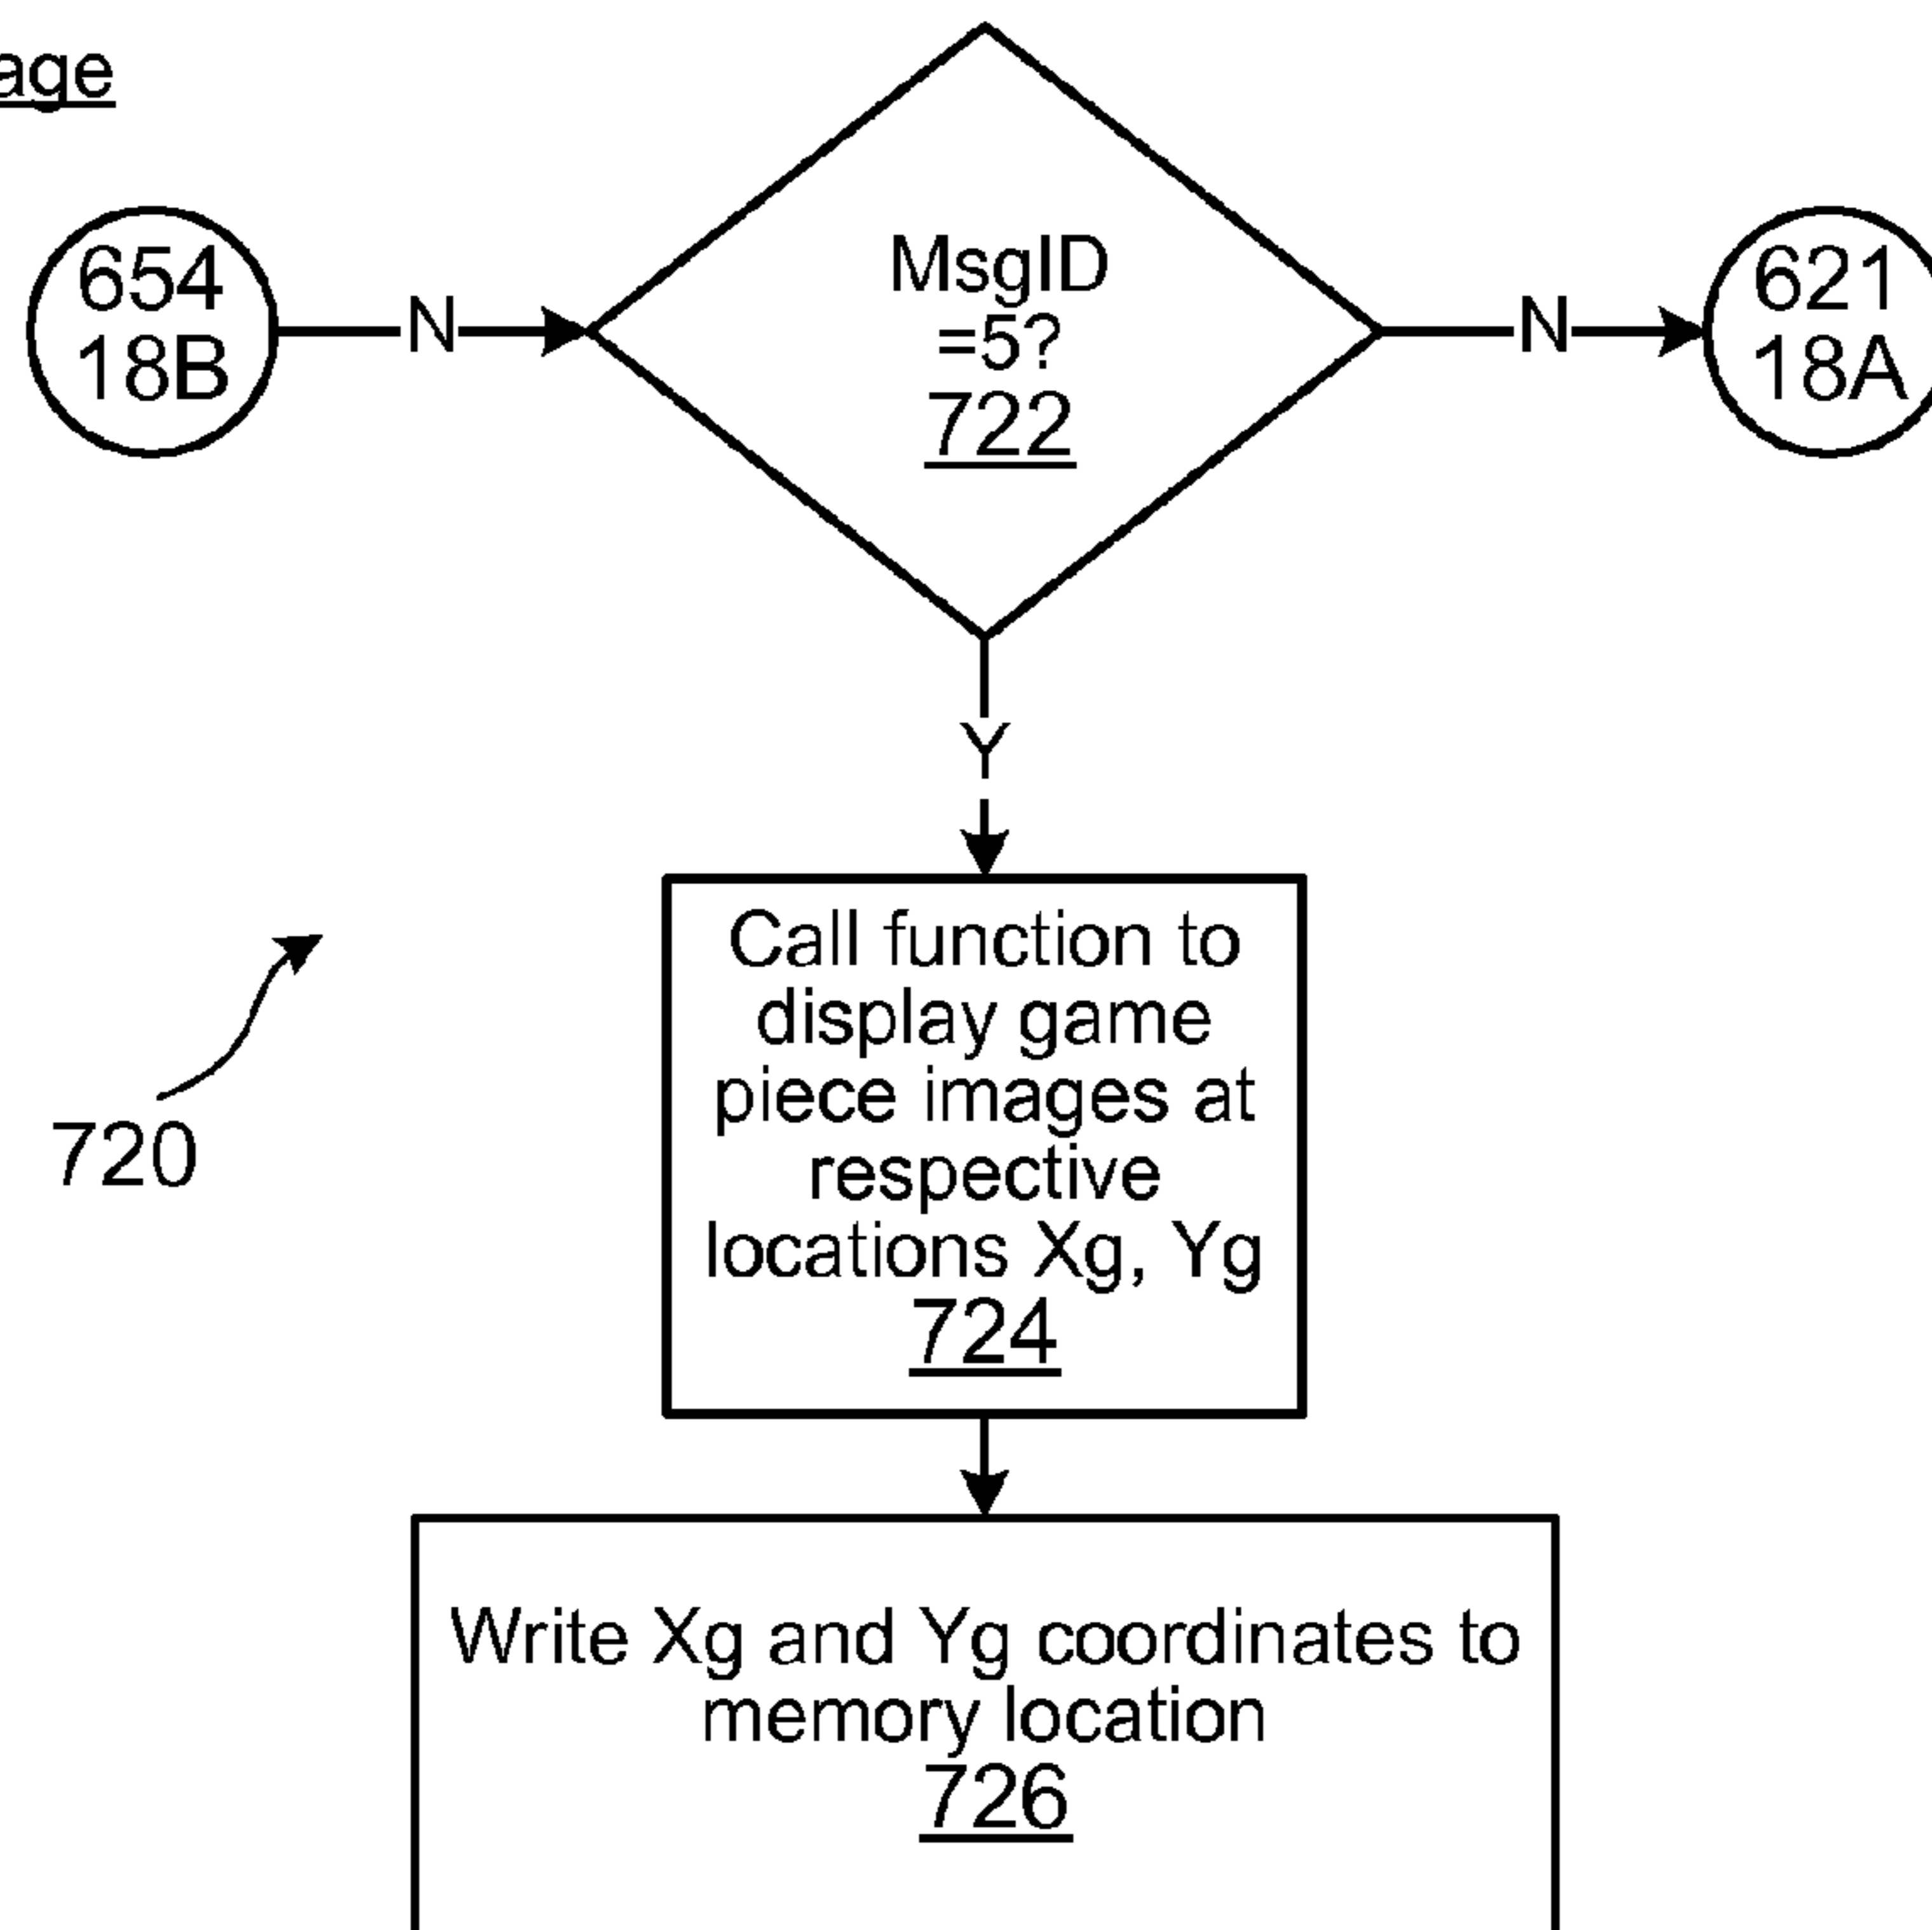 654
18B
N
MsgID
=5?
722
N
621
18A
Y
Call function to
display game
piece images at
respective
locations Xg, Yg
724
720
Write Xg and Yg coordinates to
memory location
726